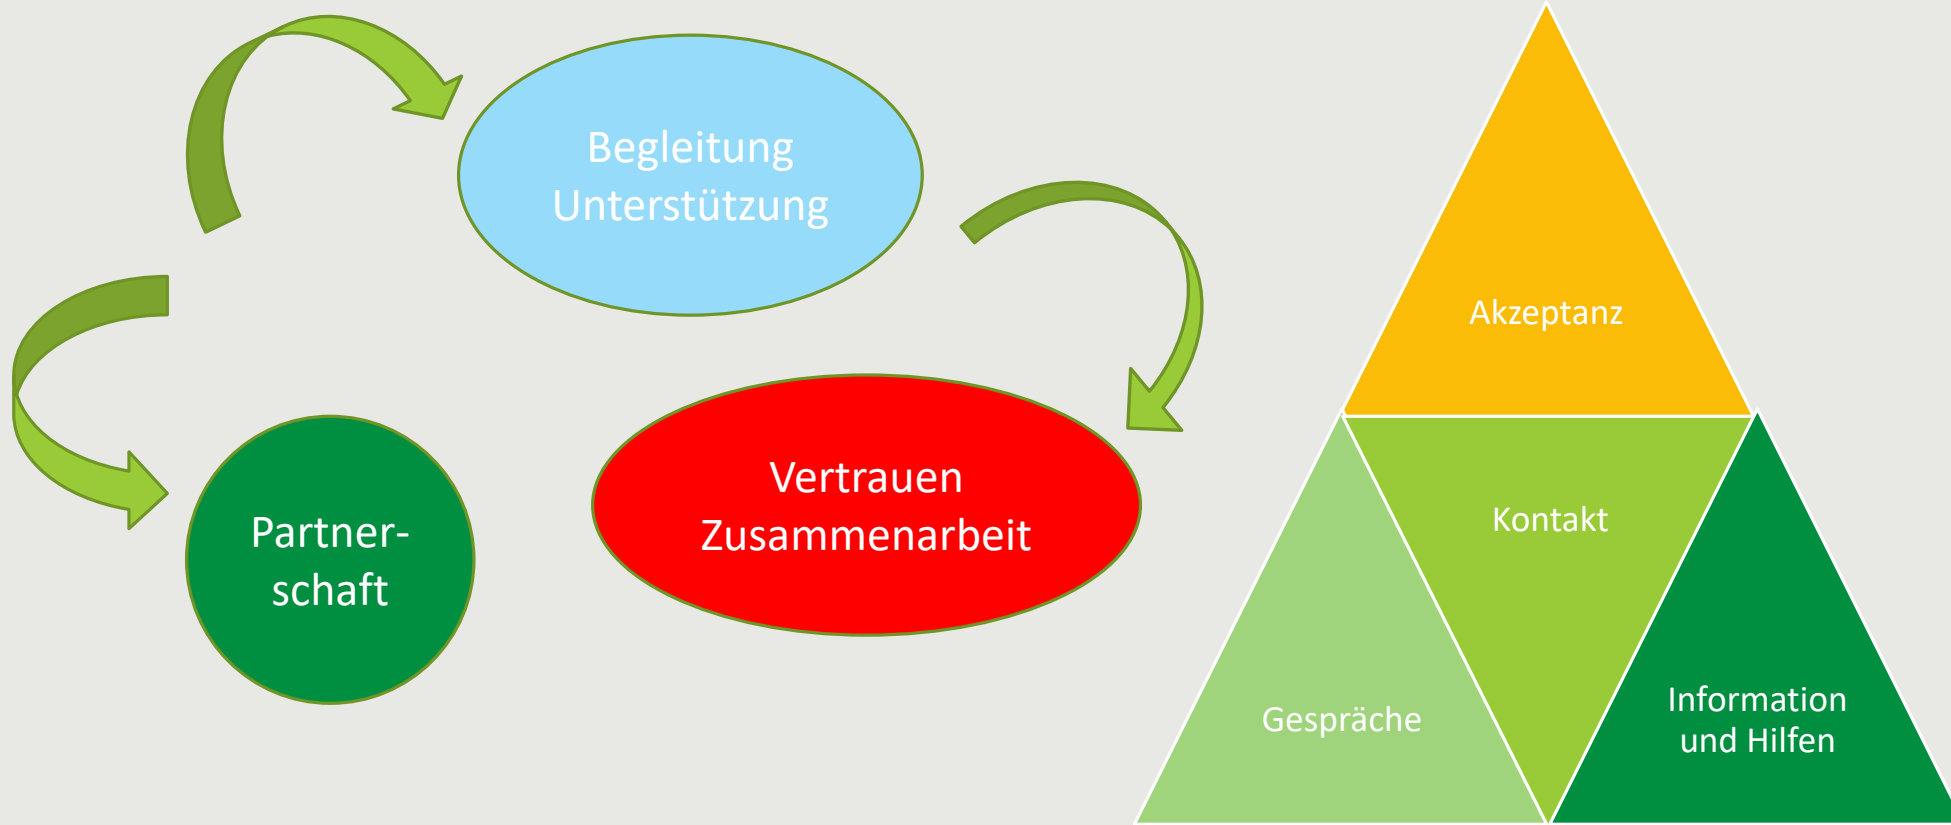 Begleitung
Unterstützung
Vertrauen
Zusammenarbeit
Partner-
schaft
Akzeptanz
Kontakt
Gespräche
Information
und Hilfen